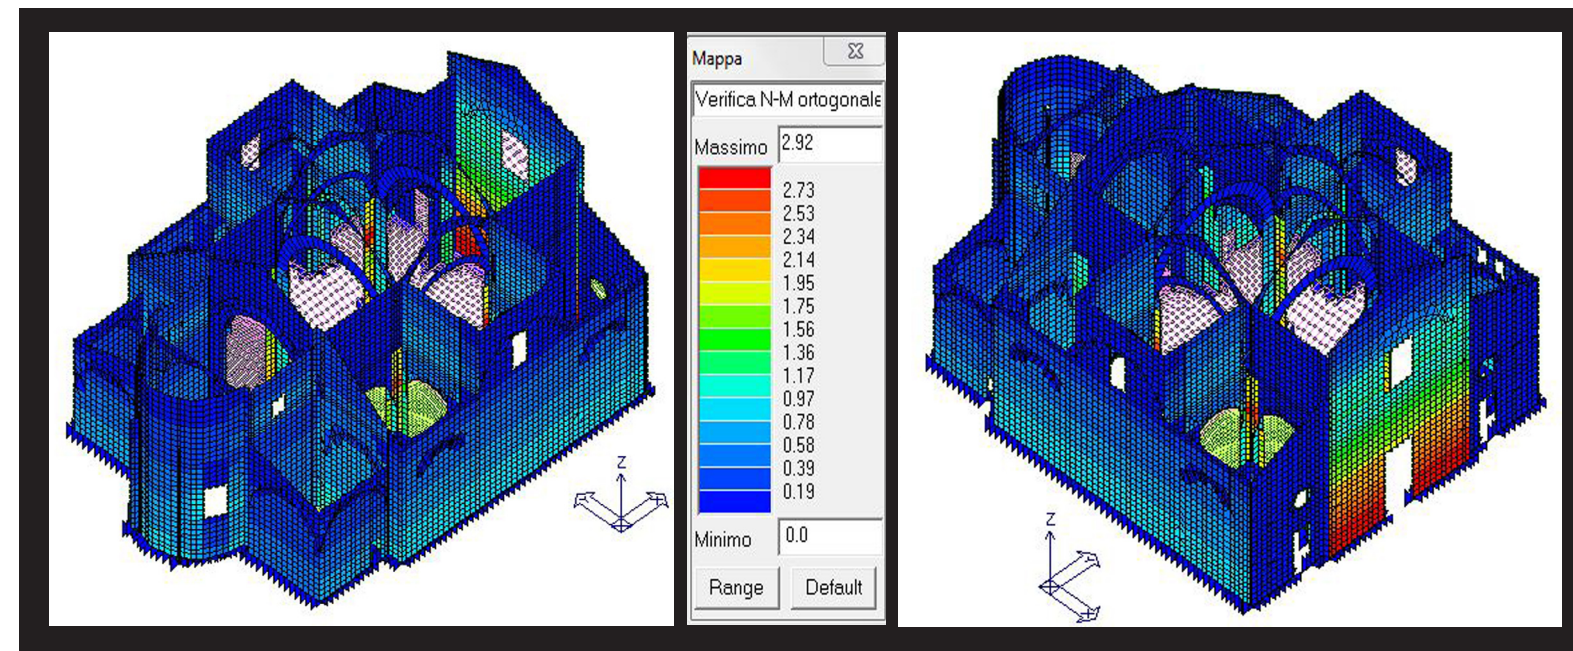 Mappa
Verifica N-M ortogonale
Massimo 2.92
2.73
2.53
2.34
2.14
1.95
1.75
1.56
1.36
1.17
0.97
0.78
0.58
0.39
0.19
Minimo 0.0
Range Default
Z
Z